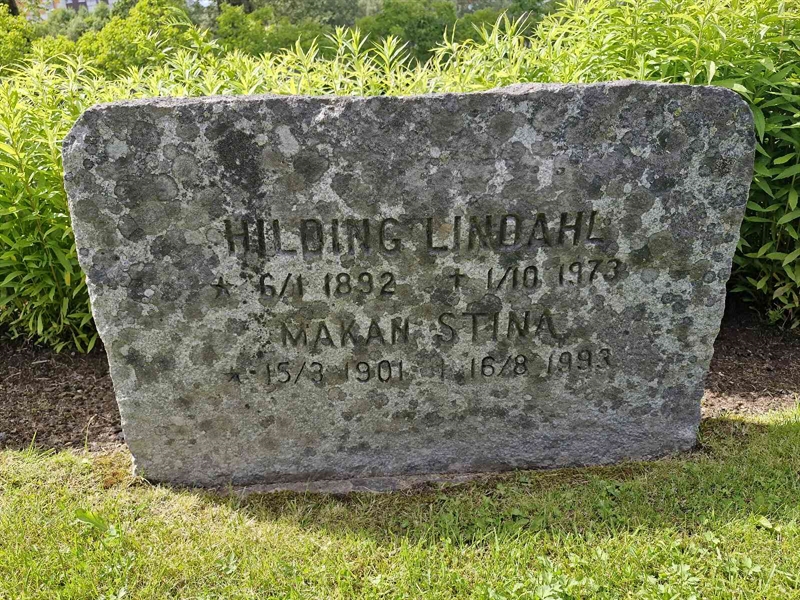 HILDING LINDAHL
* 6/1 1892 † 1/10 1973
MAKAN STINA
* 15/3 1901 † 16/8 1993